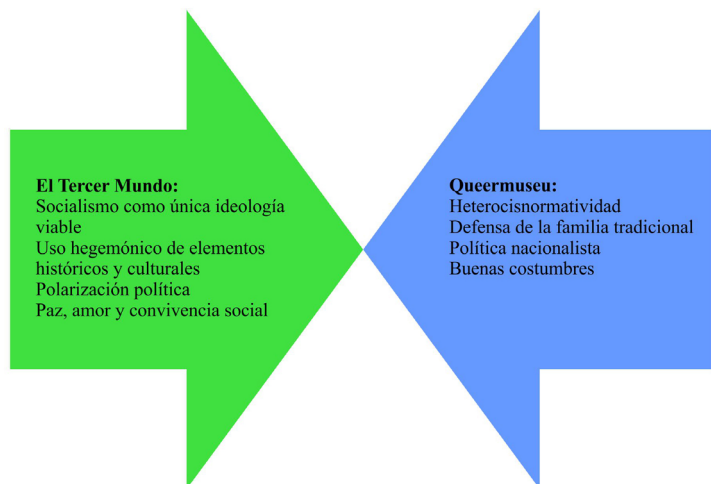 El Tercer Mundo:
Socialismo como única ideología
viable
Uso hegemónico de elementos
históricos y culturales
Polarización política
Paz, amor y convivencia social
Queermuseu:
Heterocisnormatividad
Defensa de la familia tradicional
Política nacionalista
Buenas costumbres